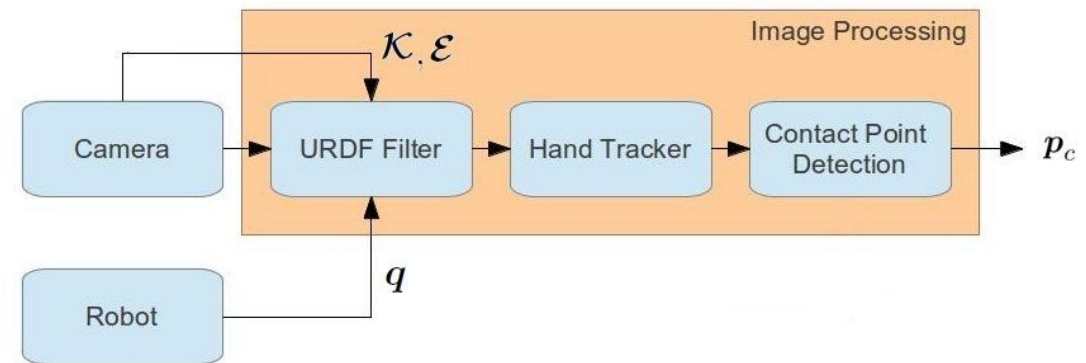 Image Processing
𝒦, ℰ
Camera
URDF Filter
Hand Tracker
Contact Point
Detection
p_c
q
Robot